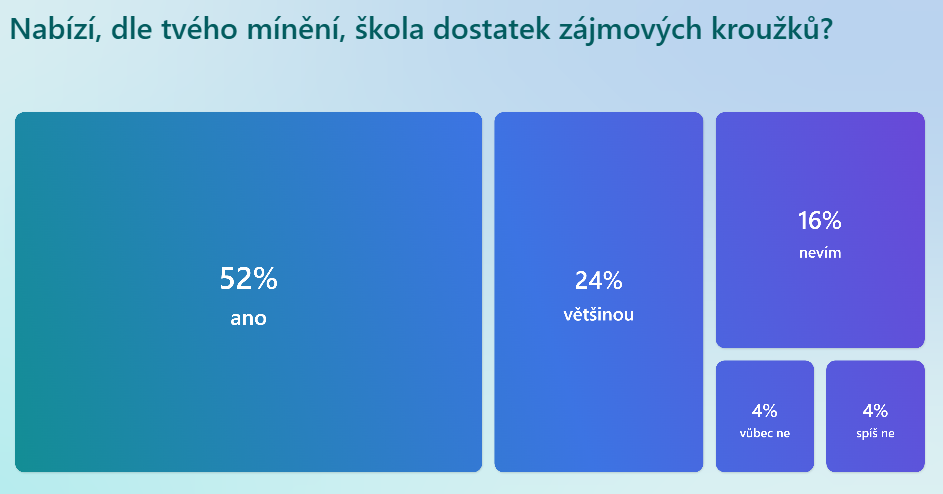 Nabízí, dle tvého mínění, škola dostatek zájmových kroužků?
52%
ano
24%
většinou
16%
nevím
4%
vůbec ne
4%
spíš ne